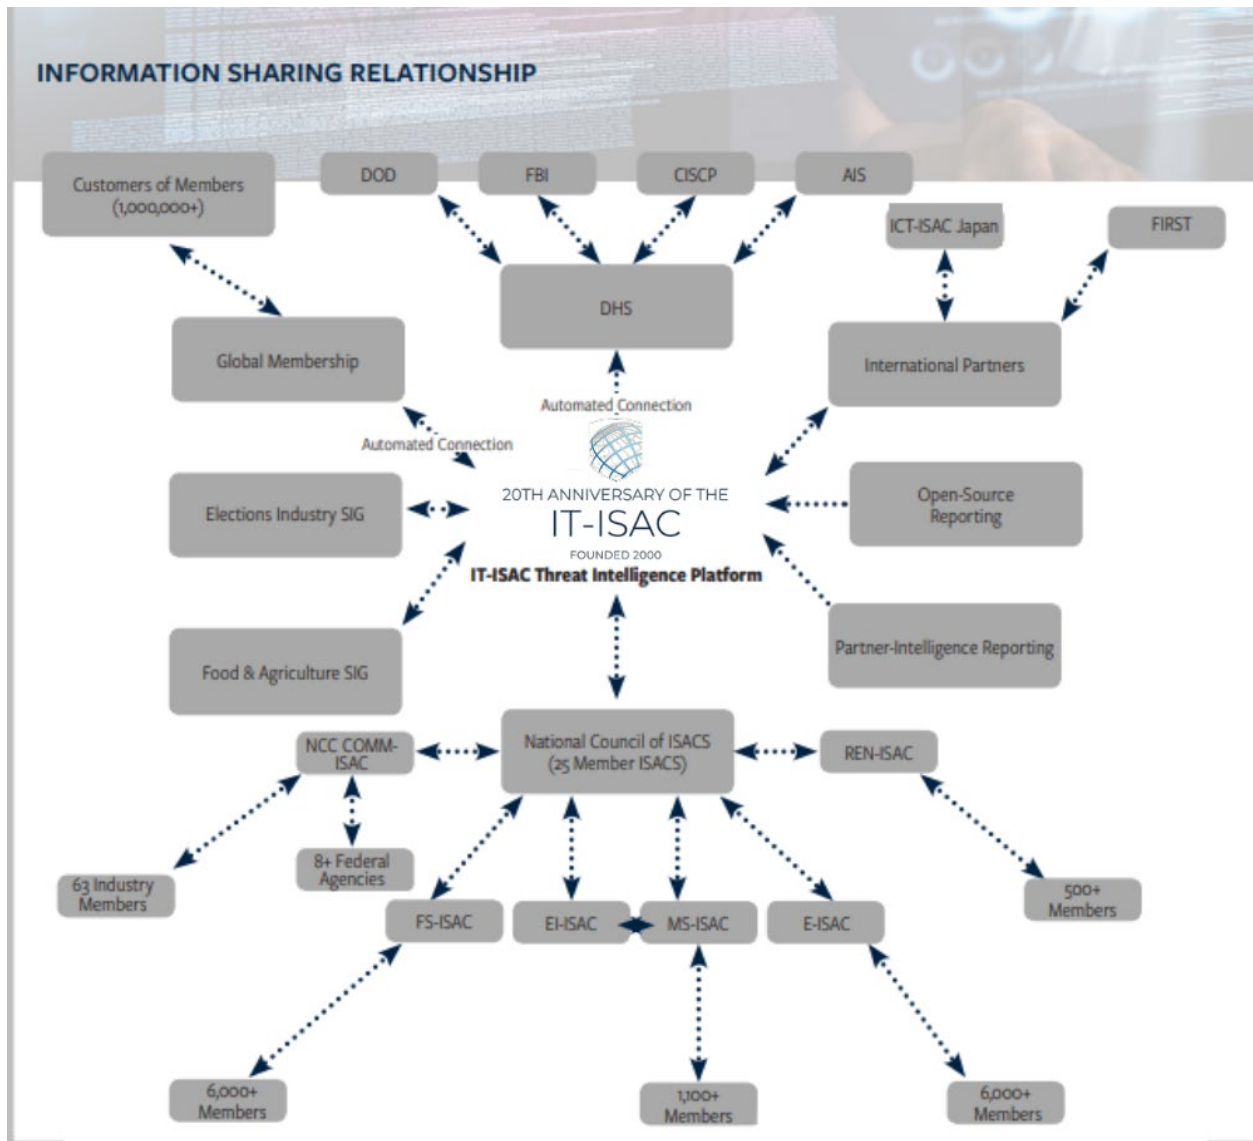 INFORMATION SHARING RELATIONSHIP
Customers of Members
(1,000,000+)
DOD
FBI
CISCP
AIS
ICT-ISAC Japan
FIRST
DHS
Global Membership
International Partners
Automated Connection
Automated Connection
Elections Industry SIG
20TH ANNIVERSARY OF THE
IT-ISAC
FOUNDED 2000
IT-ISAC Threat Intelligence Platform
Open-Source
Reporting
Food & Agriculture SIG
Partner-Intelligence Reporting
NCC COMM-
ISAC
National Council of ISACS
(25 Member ISACS)
REN-ISAC
63 Industry
Members
8+ Federal
Agencies
500+
Members
FS-ISAC
EI-ISAC
MS-ISAC
E-ISAC
6,000+
Members
1,100+
Members
6,000+
Members